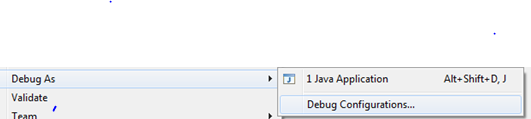 Debug As
1 Java Application Alt+Shift+D, J
Validate
Debug Configurations...
Team